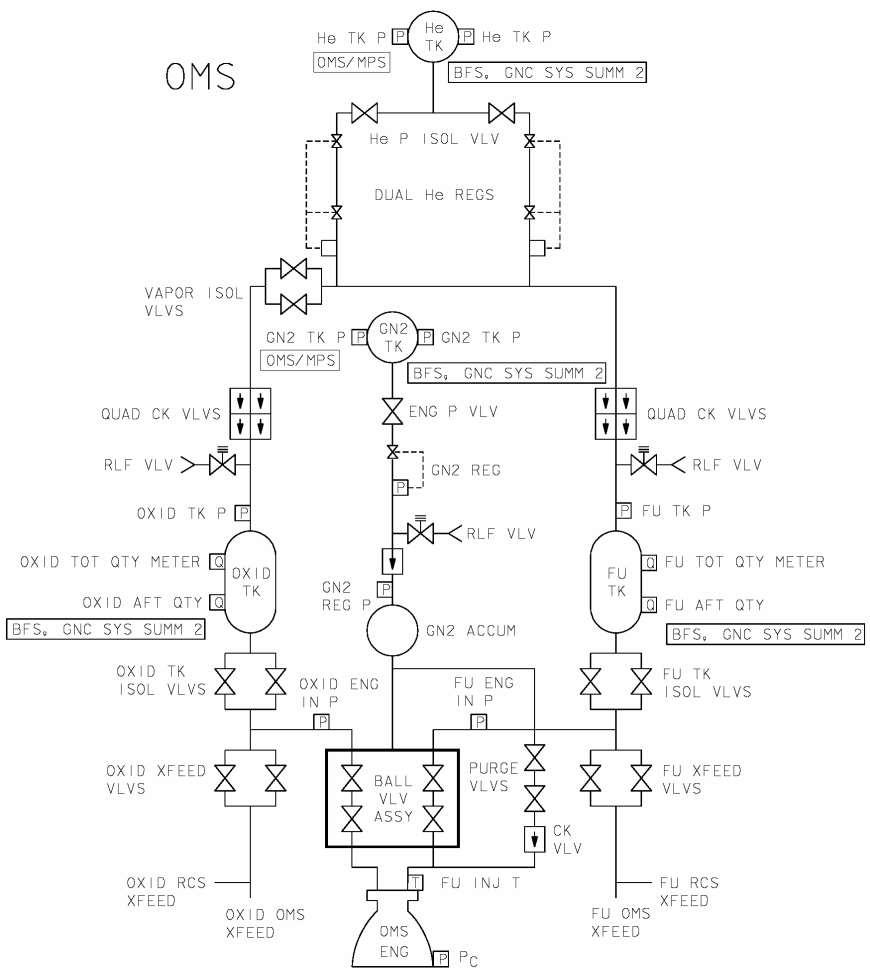 OMS
He TK P
P
He TK
P
He TK P
OMS/MPS
BFS, GNC SYS SUMM 2
He P ISOL VLV
DUAL He REGS
VAPOR ISOL
VLVS
GN2 TK P
P
GN2
TK
P
GN2 TK P
OMS/MPS
BFS, GNC SYS SUMM 2
QUAD CK VLVS
ENG P VLV
QUAD CK VLVS
RLF VLV
GN2 REG
P
RLF VLV
OXID TK P
P
RLF VLV
P
FU TK P
OXID TOT QTY METER
Q
OXID
TK
FU
TK
Q
FU TOT QTY METER
OXID AFT QTY
Q
GN2
REG P
P
Q
FU AFT QTY
BFS, GNC SYS SUMM 2
GN2 ACCUM
BFS, GNC SYS SUMM 2
OXID TK
ISOL VLVS
OXID ENG
IN P
P
FU ENG
IN P
P
FU TK
ISOL VLVS
OXID XFEED
VLVS
BALL
VLV
ASSY
PURGE
VLVS
FU XFEED
VLVS
CK
VLV
OXID RCS
XFEED
T
FU INJ T
FU RCS
XFEED
OXID OMS
XFEED
FU OMS
XFEED
OMS
ENG
P
PC